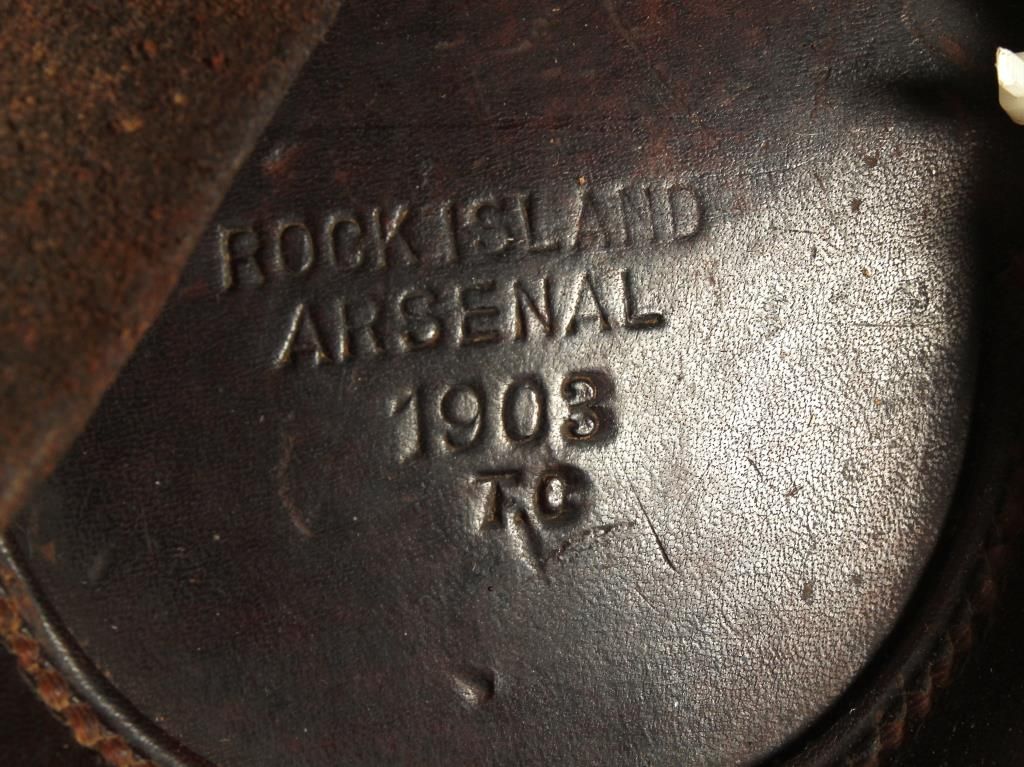 ROCK ISLAND
ARSENAL
1903
T.C